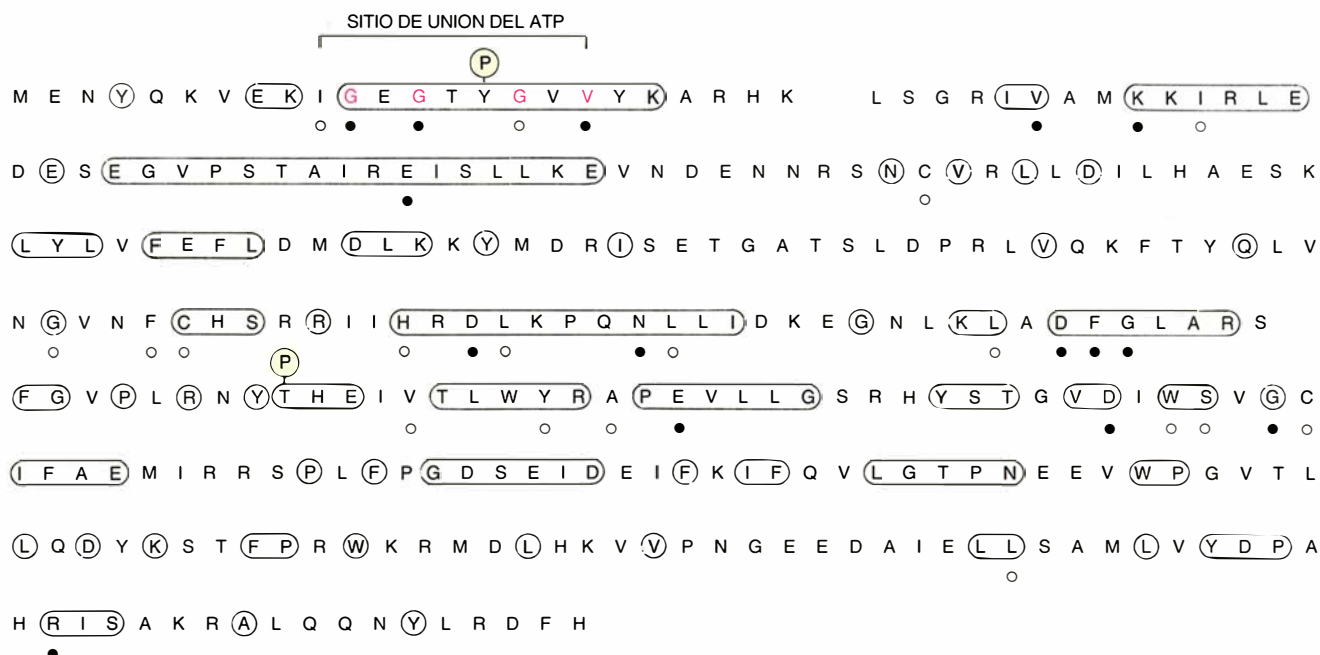 SITIO DE UNION DEL ATP
P
M E N Y Q K V E K I G E G T Y G V V Y K A R H K L S G R I V A M K K I R L E
D E S E G V P S T A I R E I S L L K E V N D E N N R S N C V R L L D I L H A E S K
L Y L V F E F L D M D L K K Y M D R I S E T G A T S L D P R L V Q K F T Y Q L V
N G V N F C H S R R I I H R D L K P Q N L L I D K E G N L K L A D F G L A R S
P
F G V P L R N Y T H E I V T L W Y R A P E V L L G S R H Y S T G V D I W S V G C
I F A E M I R R S P L F P G D S E I D E I F K I F Q V L G T P N E E V W P G V T L
L Q D Y K S T F P R W K R M D L H K V V P N G E E D A I E L L S A M L V Y D P A
H R I S A K R A L Q Q N Y L R D F H